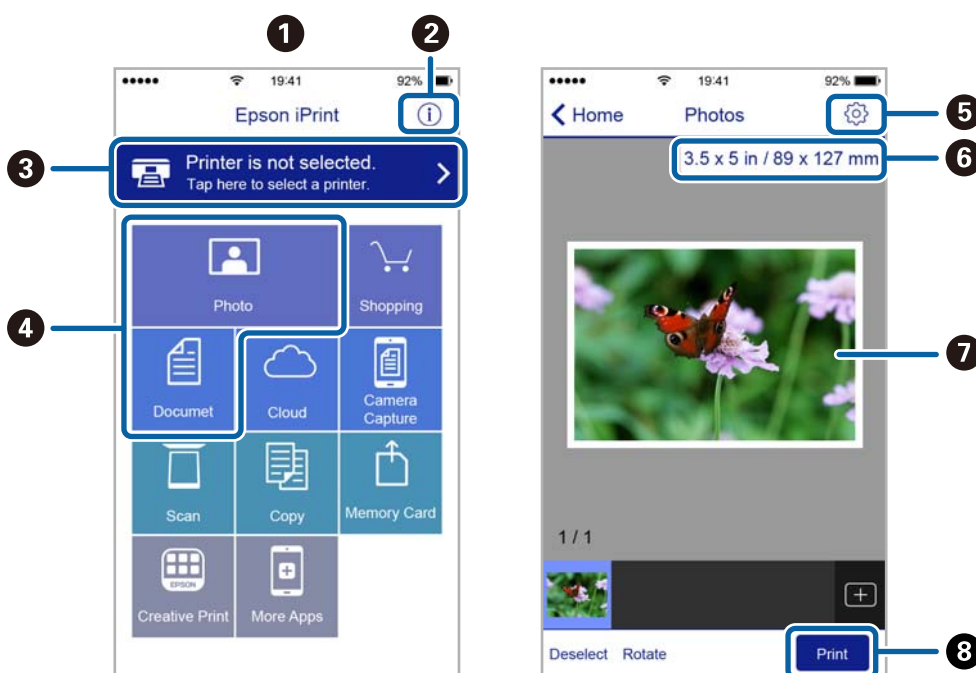 1
2
19:41
92%
Epson iPrint
3
Printer is not selected.
Tap here to select a printer.
4
Photo
Shopping
Documet
Cloud
Camera
Capture
Scan
Copy
Memory Card
EPSON
Creative Print
More Apps
19:41
92%
Home
Photos
5
3.5 x 5 in / 89 x 127 mm
6
7
1 / 1
Deselect
Rotate
Print
8